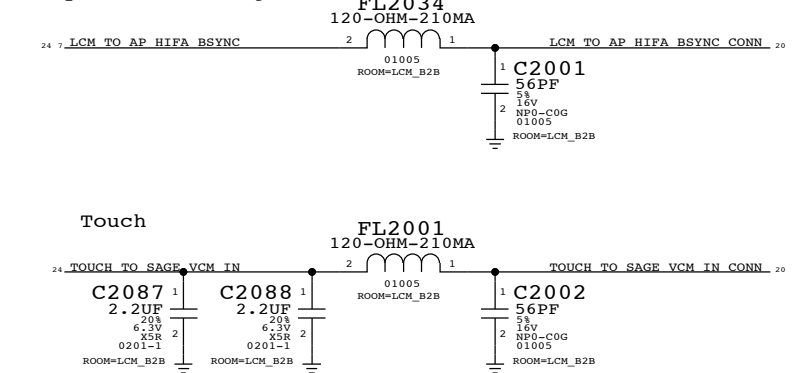 FL2034
120-OHM-210MA
24 7 LCM TO AP HIFA BSYNC 2 1 LCM TO AP HIFA BSYNC CONN 20
01005
ROOM=LCM_B2B
1 C2001
56PF
5%
16V
2 NP0-C0G
01005
ROOM=LCM_B2B
Touch
FL2001
120-OHM-210MA
24 TOUCH TO SAGE VCM IN 2 1 TOUCH TO SAGE VCM IN CONN 20
01005
ROOM=LCM_B2B
C2087 1
2.2UF
20%
6.3V
X5R 2
0201-1
ROOM=LCM_B2B
C2088 1
2.2UF
20%
6.3V
X5R 2
0201-1
ROOM=LCM_B2B
1 C2002
56PF
5%
16V
2 NP0-C0G
01005
ROOM=LCM_B2B